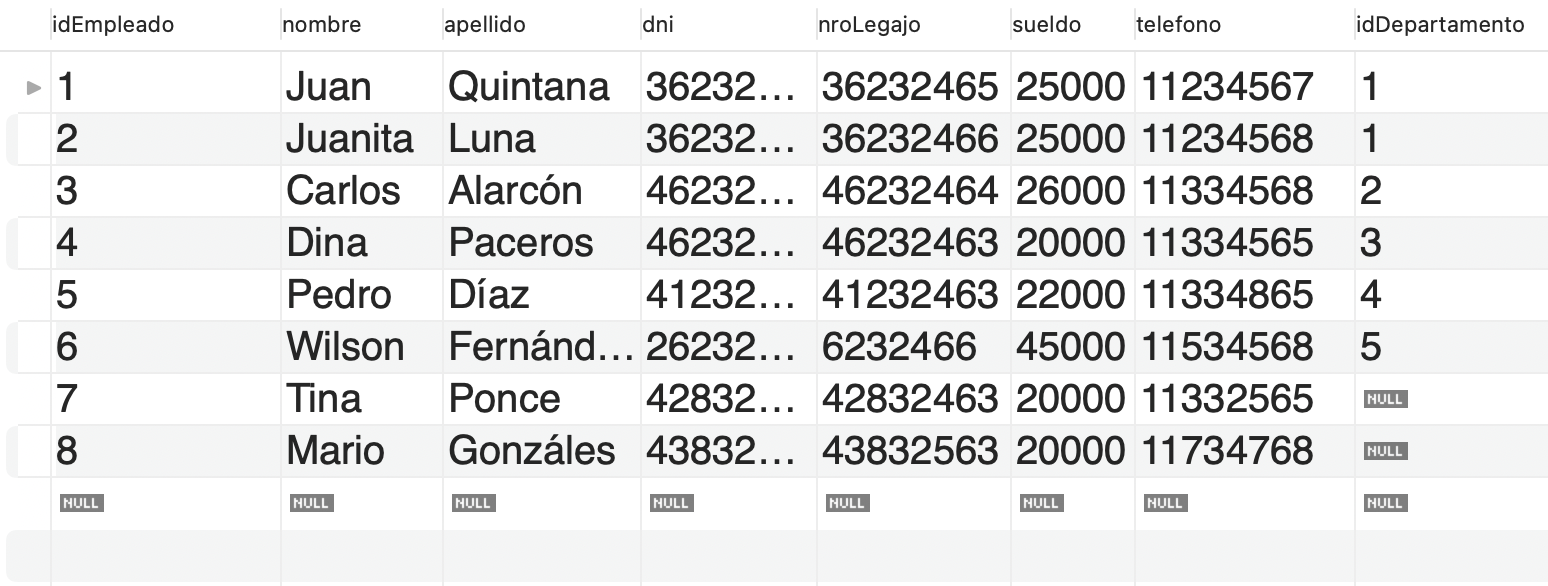 idEmpleado nombre apellido dni nroLegajo sueldo telefono idDepartamento
1 Juan Quintana 36232... 36232465 25000 11234567 1
2 Juanita Luna 36232... 36232466 25000 11234568 1
3 Carlos Alarcón 46232... 46232464 26000 11334568 2
4 Dina Paceros 46232... 46232463 20000 11334565 3
5 Pedro Díaz 41232... 41232463 22000 11334865 4
6 Wilson Fernánd... 26232... 6232466 45000 11534568 5
7 Tina Ponce 42832... 42832463 20000 11332565 NULL
8 Mario Gonzáles 43832... 43832563 20000 11734768 NULL
NULL NULL NULL NULL NULL NULL NULL NULL